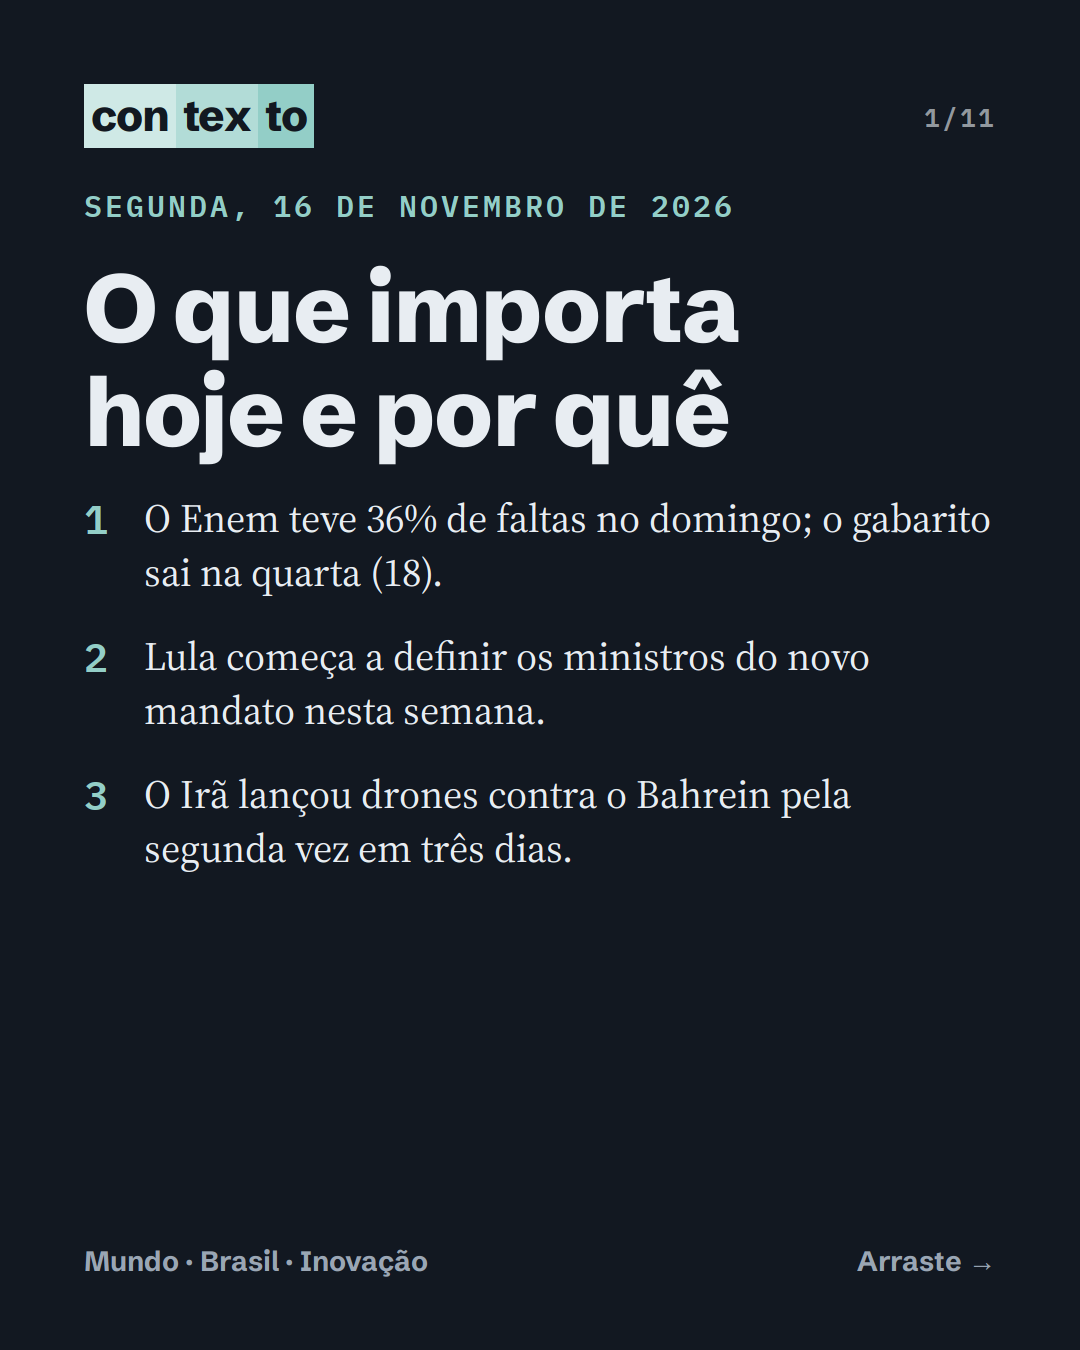 con tex to
1/11
SEGUNDA, 16 DE NOVEMBRO DE 2026
O que importa
hoje e por quê
1 O Enem teve 36% de faltas no domingo; o gabarito
sai na quarta (18).
2 Lula começa a definir os ministros do novo
mandato nesta semana.
3 O Irã lançou drones contra o Bahrein pela
segunda vez em três dias.
Mundo · Brasil · Inovação
Arraste →